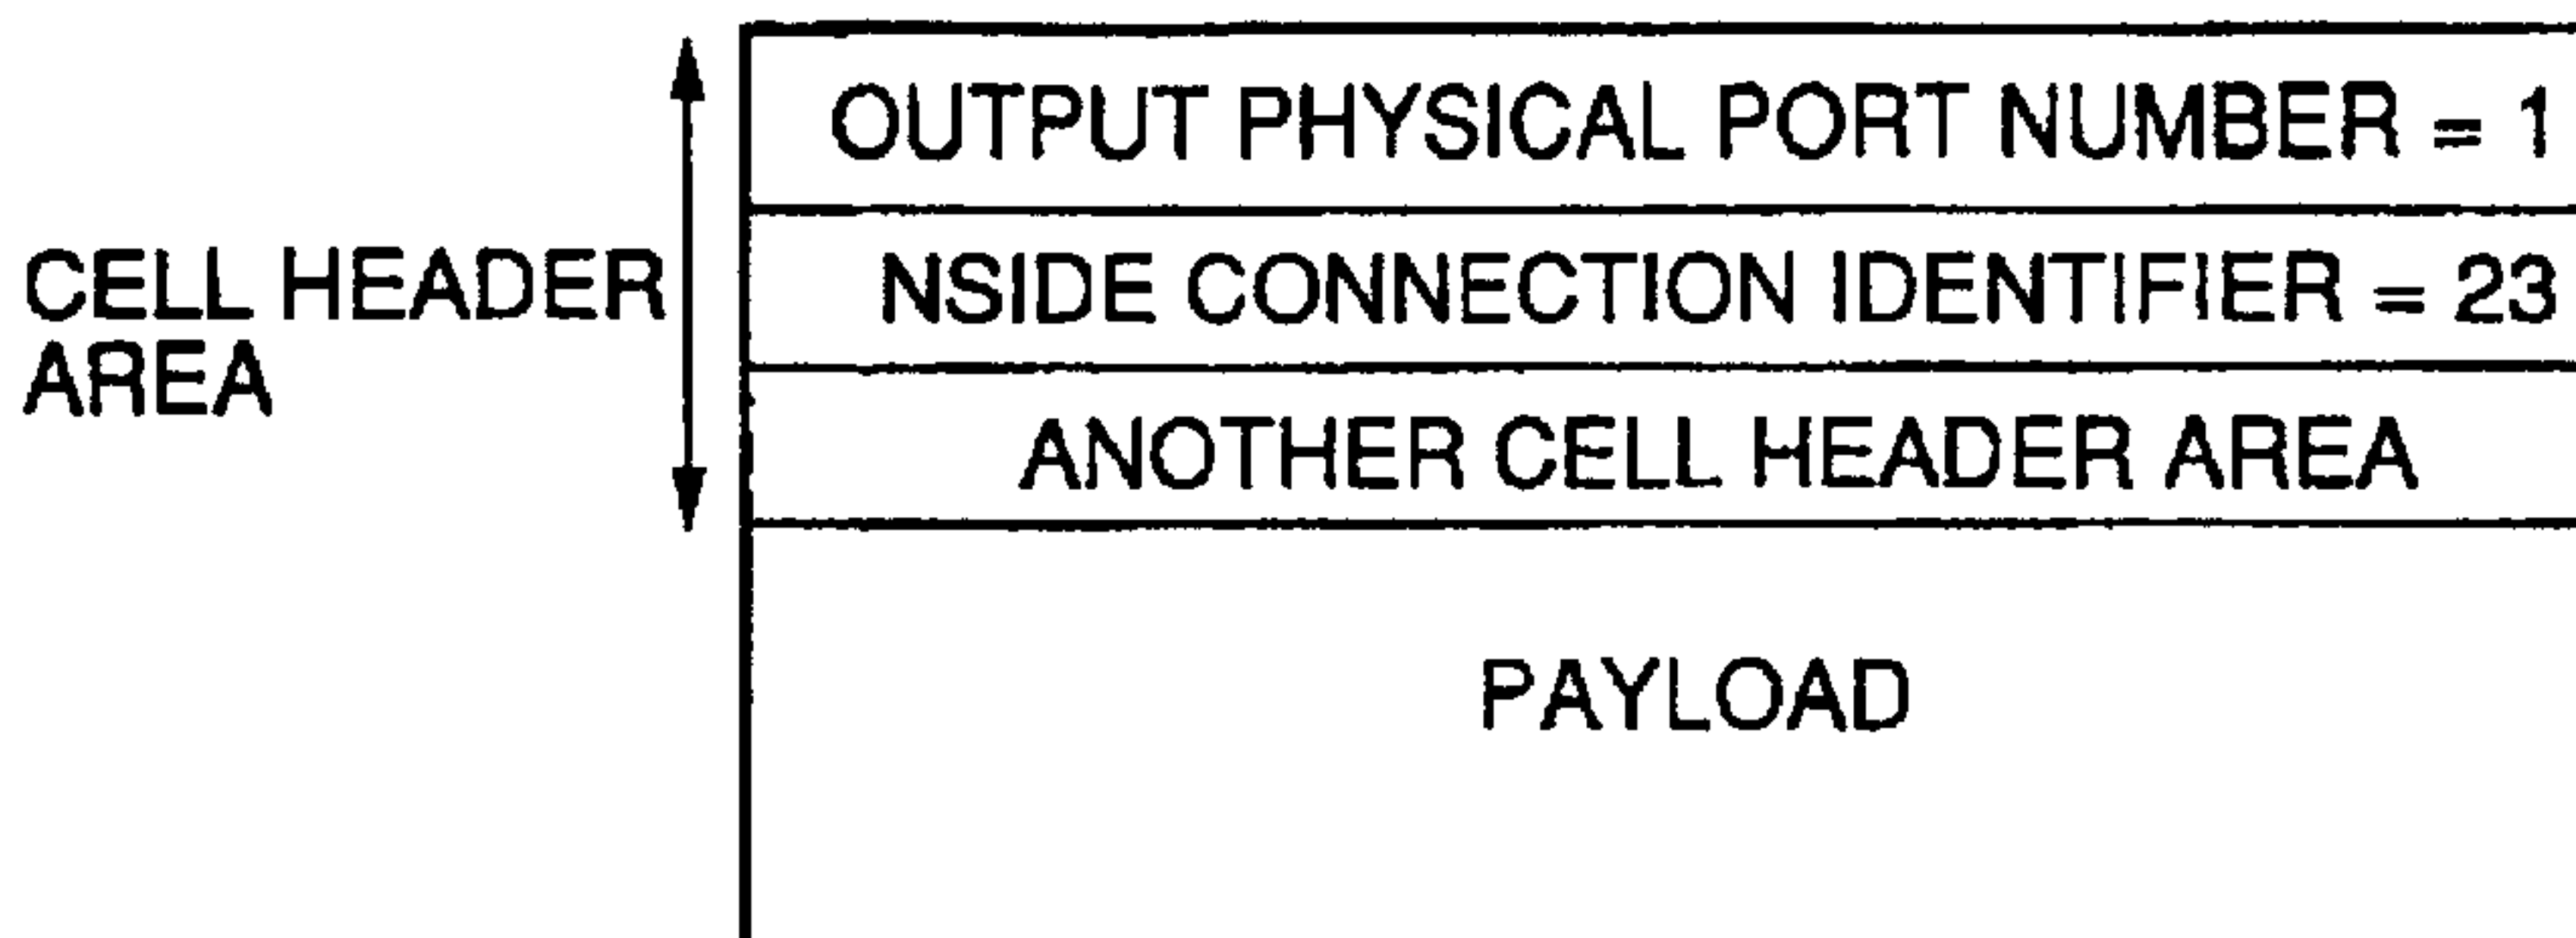 OUTPUT PHYSICAL PORT NUMBER = 1
NSIDE CONNECTION IDENTIFIER = 23
CELL HEADER
AREA
ANOTHER CELL HEADER AREA
PAYLOAD